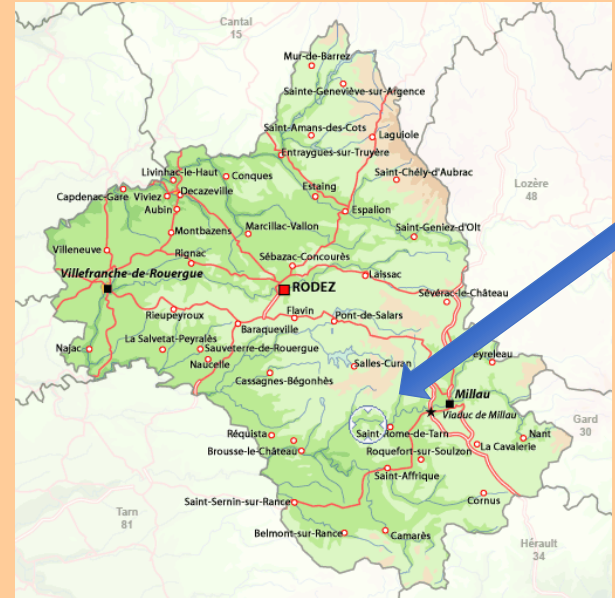 Cantal
15
Mur-de-Barrez
Sainte-Geneviève-sur-Argence
Saint-Amans-des-Cots
Laguiole
Entraygues-sur-Truyère
Livinhac-le-Haut
Conques
Saint-Chély-d'Aubrac
Lozère
48
Capdenac-Gare
Viviez
Decazeville
Estaing
Aubin
Espalion
Montbazens
Marcillac-Vallon
Saint-Geniez-d'Olt
Villeneuve
Rignac
Sébazac-Concourès
Villefranche-de-Rouergue
Laissac
RODEZ
Sévérac-le-Château
Rieupeyroux
Flavin
Pont-de-Salars
Baraqueville
La Salvetat-Peyralès
Najac
Sauveterre-de-Rouergue
Naucelle
Salles-Curan
eyreleau
Cassagnes-Bégonhès
Millau
Viaduc de Millau
Gard
30
Réquista
Saint-Rome-de-Tarn
Nant
Brousse-le-Château
La Cavalerie
Roquefort-sur-Soulzon
Saint-Affrique
Saint-Sernin-sur-Rance
Cornus
Tarn
81
Belmont-sur-Rance
Camarès
Hérault
34